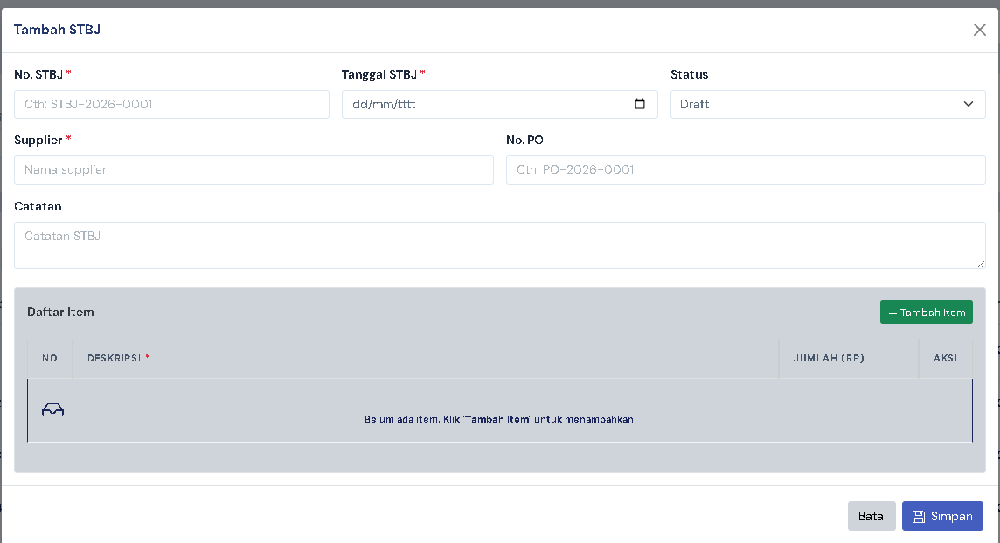 Tambah STBJ
No. STBJ * Tanggal STBJ * Status
Cth: STBJ-2026-0001 dd/mm/tttt Draft
Supplier * No. PO
Nama supplier Cth: PO-2026-0001
Catatan
Catatan STBJ
Daftar Item + Tambah Item
NO DESKRIPSI * JUMLAH (RP) AKSI
Belum ada item. Klik "Tambah Item" untuk menambahkan.
Batal Simpan